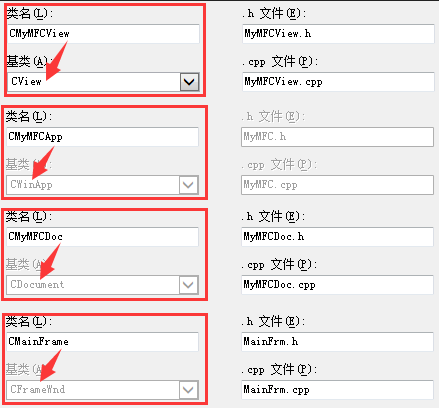 类名(L): .h 文件(E):
CMyMFCView MyMFCView.h
基类(A): .cpp 文件(P):
CView MyMFCView.cpp
类名(L): .h 文件(E):
CMyMFCApp MyMFC.h
基类(A): .cpp 文件(P):
CWinApp MyMFC.cpp
类名(L): .h 文件(E):
CMyMFCDoc MyMFCDoc.h
基类(A): .cpp 文件(P):
CDocument MyMFCDoc.cpp
类名(L): .h 文件(E):
CMainFrame MainFrm.h
基类(A): .cpp 文件(P):
CFrameWnd MainFrm.cpp